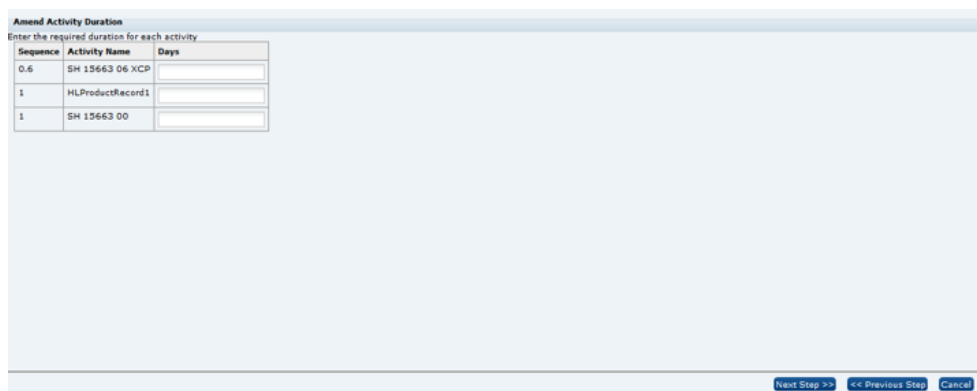 Amend Activity Duration
Enter the required duration for each activity
Sequence Activity Name Days
0.6 SH 15663 06 XCP
1 HLProductRecord1
1 SH 15663 00
Next Step >> << Previous Step Cancel